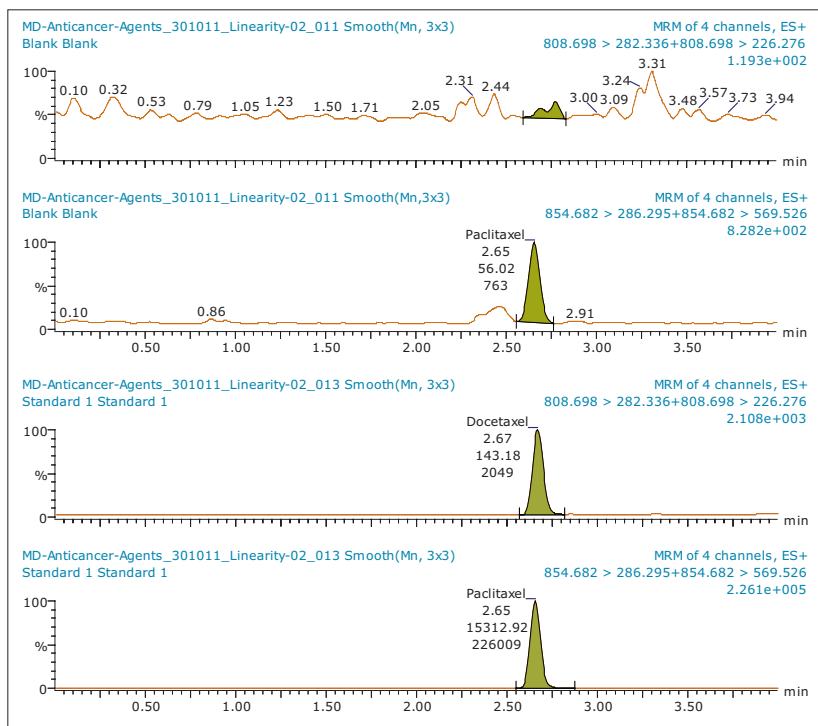 MD-Anticancer-Agents_301011_Linearity-02_011 Smooth(Mn, 3x3) MRM of 4 channels, ES+
Blank Blank 808.698 > 282.336+808.698 > 226.276
1.193e+002
100
%
0
0.10 0.32 0.53 0.79 1.05 1.23 1.50 1.71 2.05 2.31 2.44 3.00 3.09 3.24 3.31 3.48 3.57 3.73 3.94
min
MD-Anticancer-Agents_301011_Linearity-02_011 Smooth(Mn,3x3) MRM of 4 channels, ES+
Blank Blank 854.682 > 286.295+854.682 > 569.526
8.282e+002
100
%
0
Paclitaxel
2.65
56.02
763
0.10 0.86 2.91
min
0.50 1.00 1.50 2.00 2.50 3.00 3.50
MD-Anticancer-Agents_301011_Linearity-02_013 Smooth(Mn, 3x3) MRM of 4 channels, ES+
Standard 1 Standard 1 808.698 > 282.336+808.698 > 226.276
2.108e+003
100
%
0
Docetaxel
2.67
143.18
2049
min
MD-Anticancer-Agents_301011_Linearity-02_013 Smooth(Mn, 3x3) MRM of 4 channels, ES+
Standard 1 Standard 1 854.682 > 286.295+854.682 > 569.526
2.261e+005
100
%
0
Paclitaxel
2.65
15312.92
226009
min
0.50 1.00 1.50 2.00 2.50 3.00 3.50